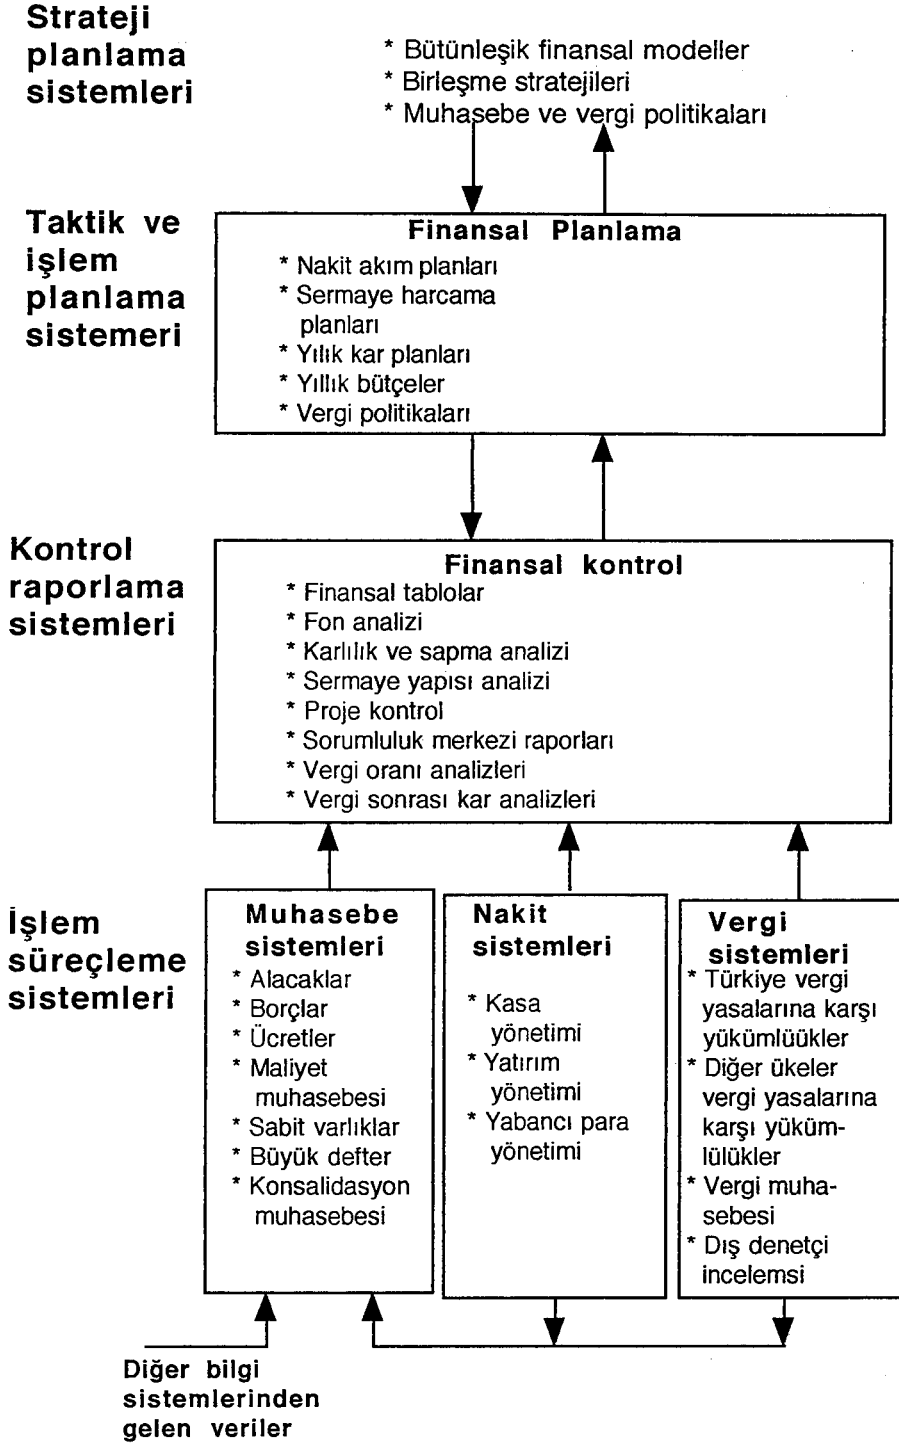 Strateji
planlama
sistemleri
* Bütünleşik finansal modeller
* Birleşme stratejileri
* Muhasebe ve vergi politikaları
Taktik ve
işlem
planlama
sistemeri
Finansal Planlama
* Nakit akım planları
* Sermaye harcama
planları
* Yılık kar planları
* Yıllık bütçeler
* Vergi politikaları
Kontrol
raporlama
sistemleri
Finansal kontrol
* Finansal tablolar
* Fon analizi
* Karlılık ve sapma analizi
* Sermaye yapısı analizi
* Proje kontrol
* Sorumluluk merkezi raporları
* Vergi oranı analizleri
* Vergi sonrası kar analizleri
İşlem
süreçleme
sistemleri
Muhasebe
sistemleri
* Alacaklar
* Borçlar
* Ücretler
* Maliyet
muhasebesi
* Sabit varlıklar
* Büyük defter
* Konsalidasyon
muhasebesi
Nakit
sistemleri
* Kasa
yönetimi
* Yatırım
yönetimi
* Yabancı para
yönetimi
Vergi
sistemleri
* Türkiye vergi
yasalarına karşı
yükümlüükler
* Diğer ükeler
vergi yasalarına
karşı yüküm-
lülükler
* Vergi muha-
sebesi
* Dış denetçi
incelemsi
Diğer bilgi
sistemlerinden
gelen veriler